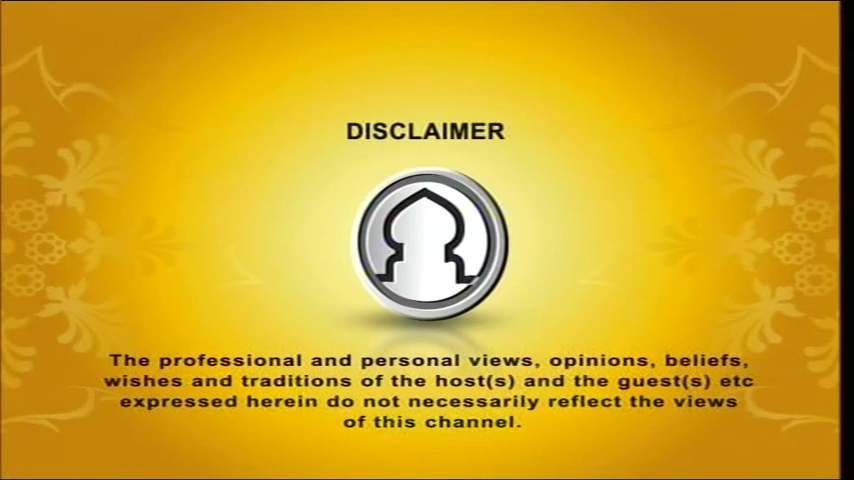 DISCLAIMER
The professional and personal views, opinions, beliefs,
wishes and traditions of the host(s) and the guest(s) etc
expressed herein do not necessarily reflect the views
of this channel.